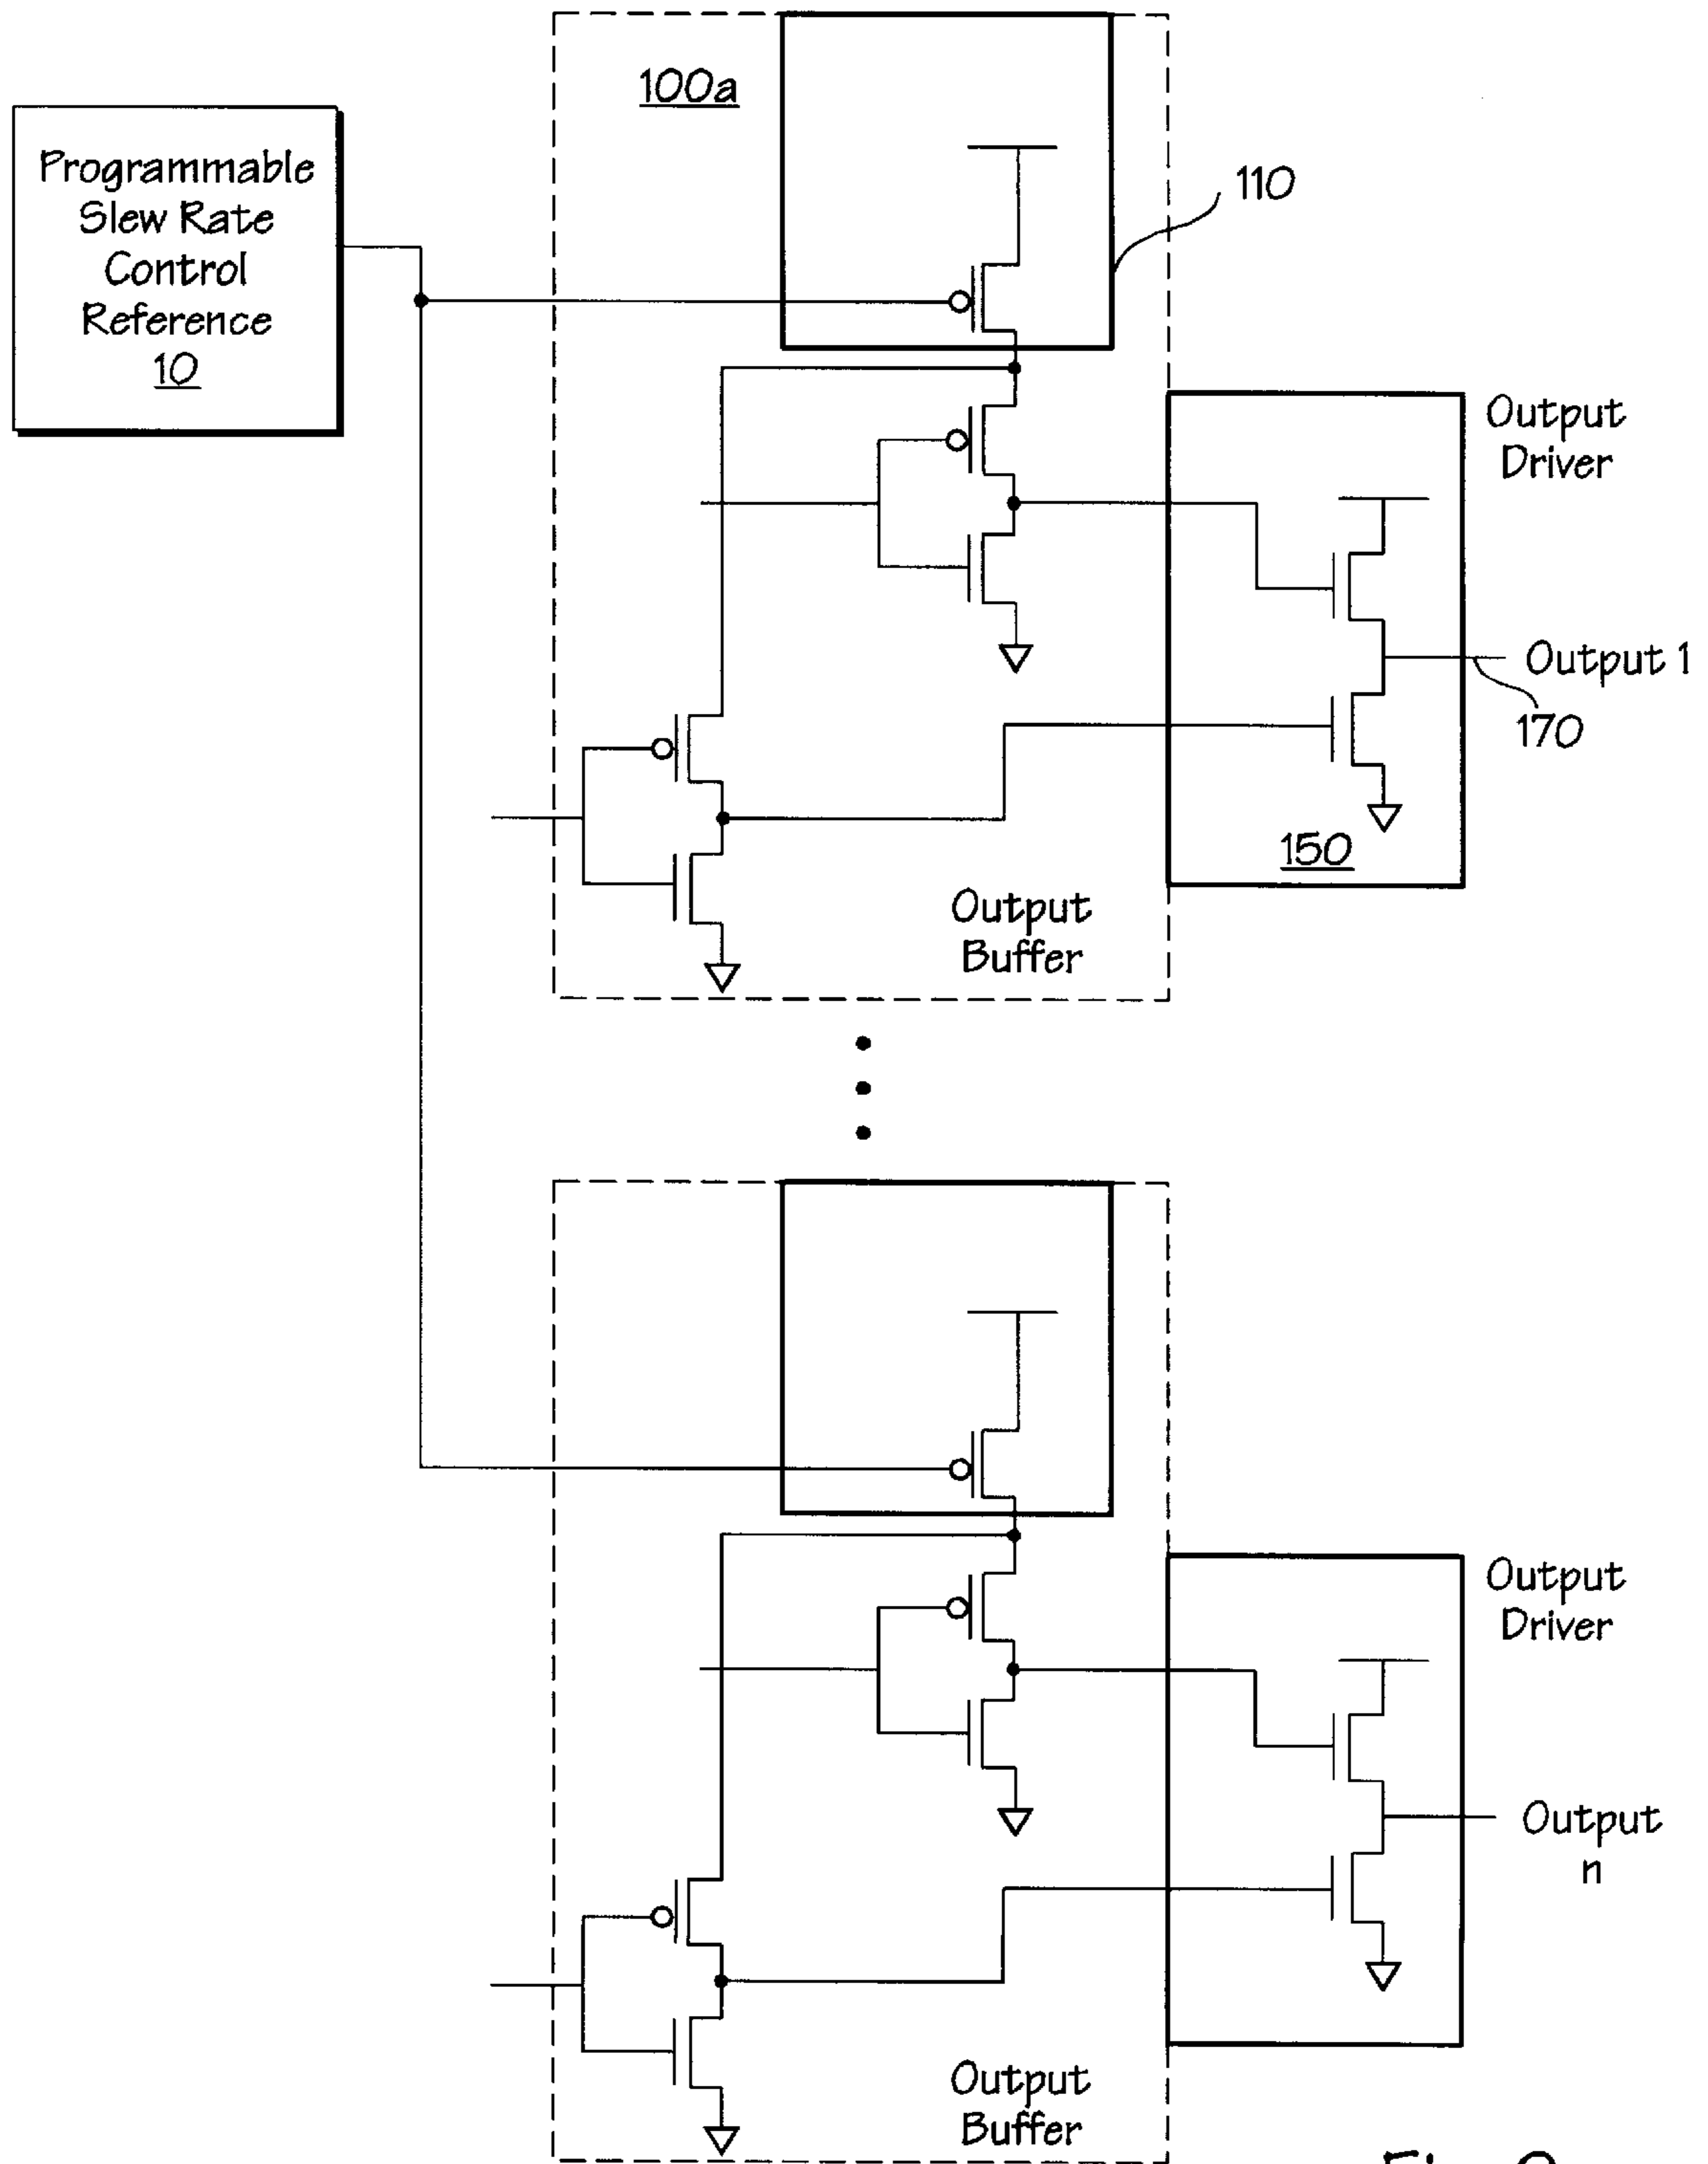 100a
Programmable
Slew Rate
Control
Reference
10
110
Output
Driver
Output 1
170
150
Output
Buffer
Output
Driver
Output
n
Output
Buffer